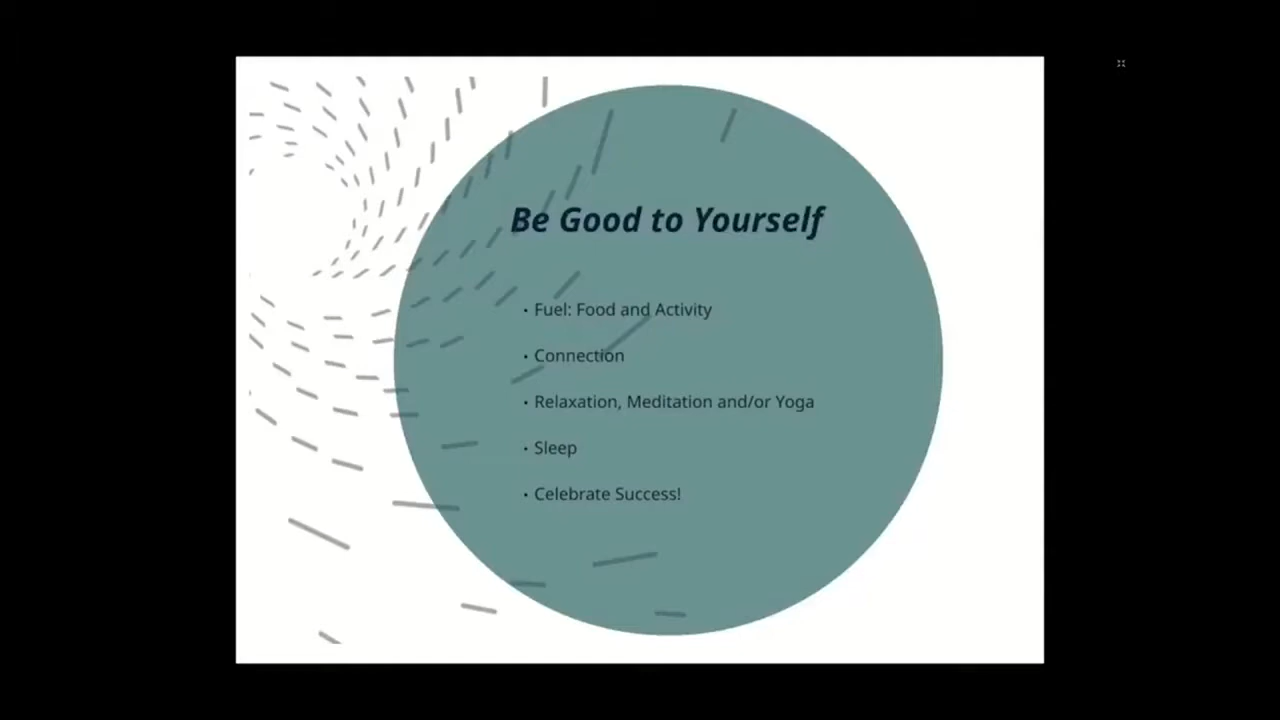 Be Good to Yourself
• Fuel: Food and Activity
• Connection
• Relaxation, Meditation and/or Yoga
• Sleep
• Celebrate Success!